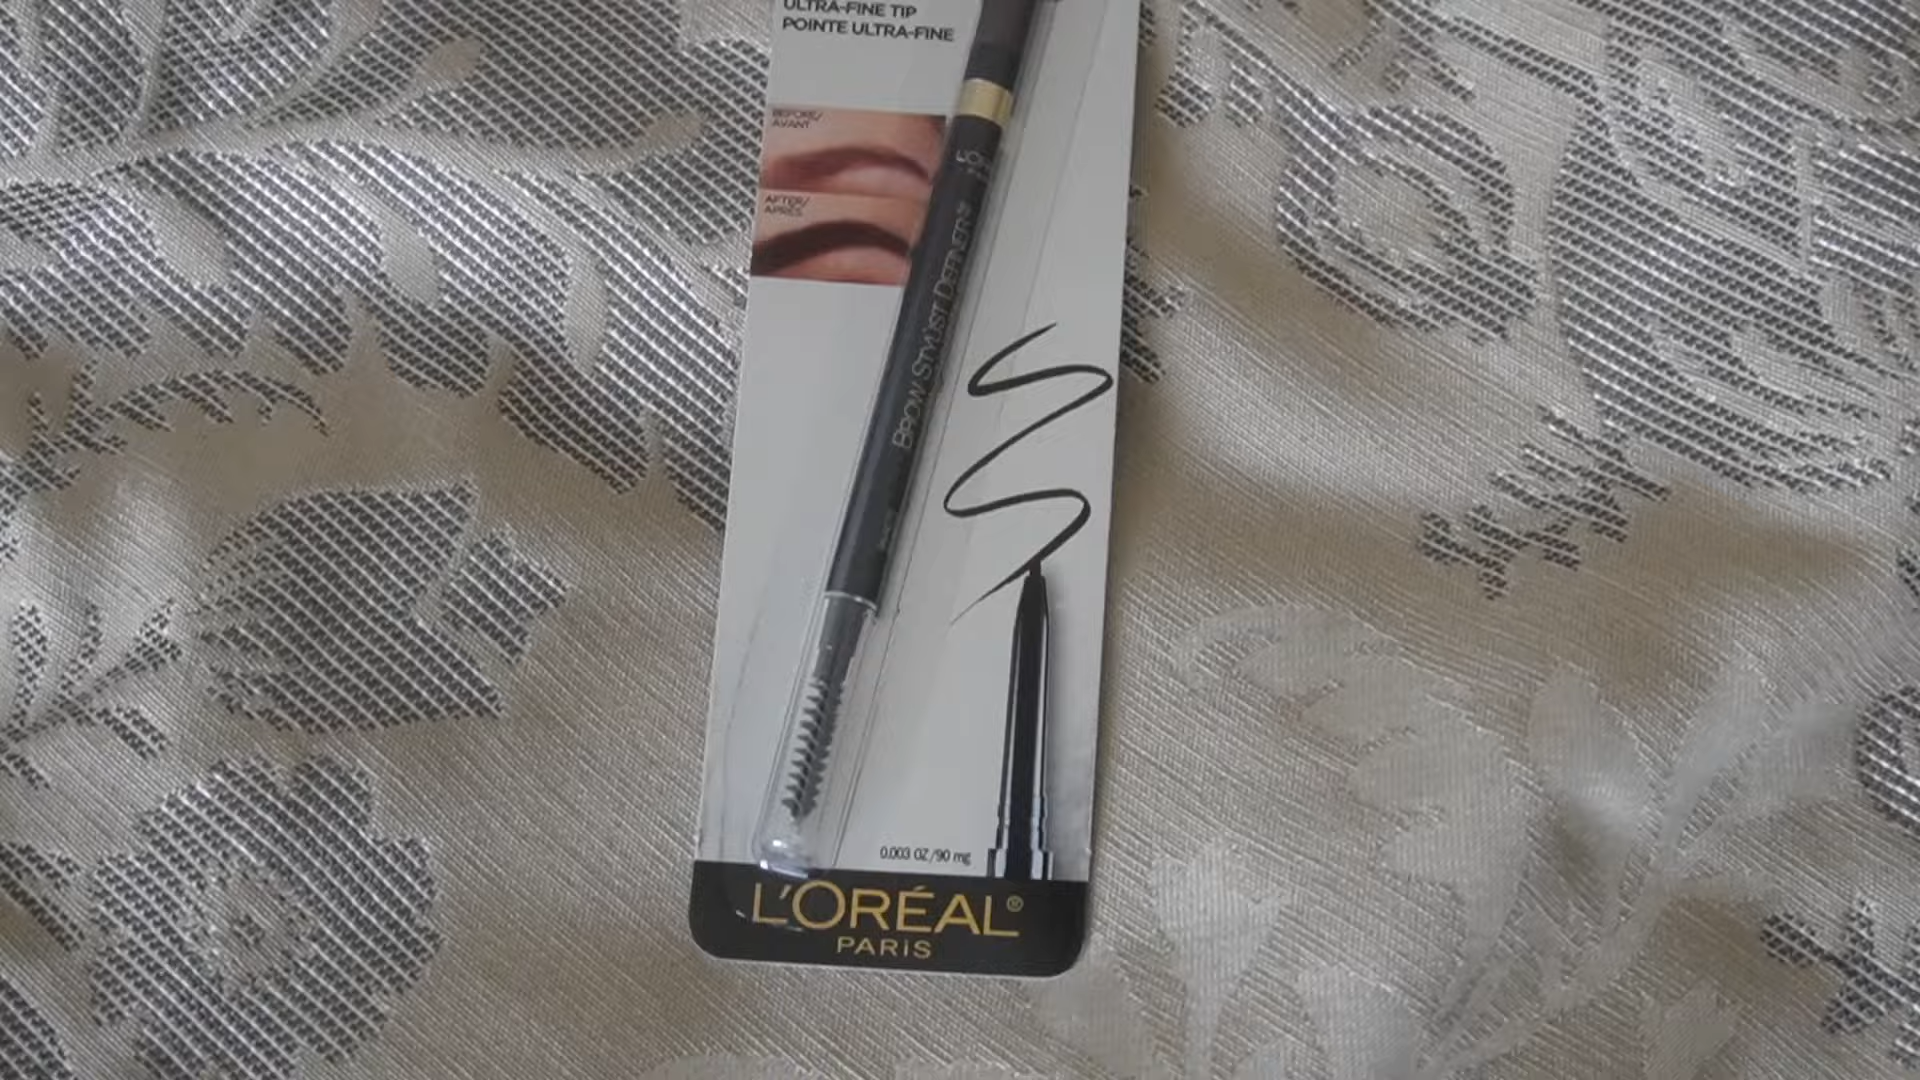 ULTRA-FINE TIP
POINTE ULTRA-FINE
BEFORE/
AVANT
AFTER/
APRÈS
BROW STYLIST DEFINER
0.003 OZ/90 mg
L'ORÉAL®
PARIS